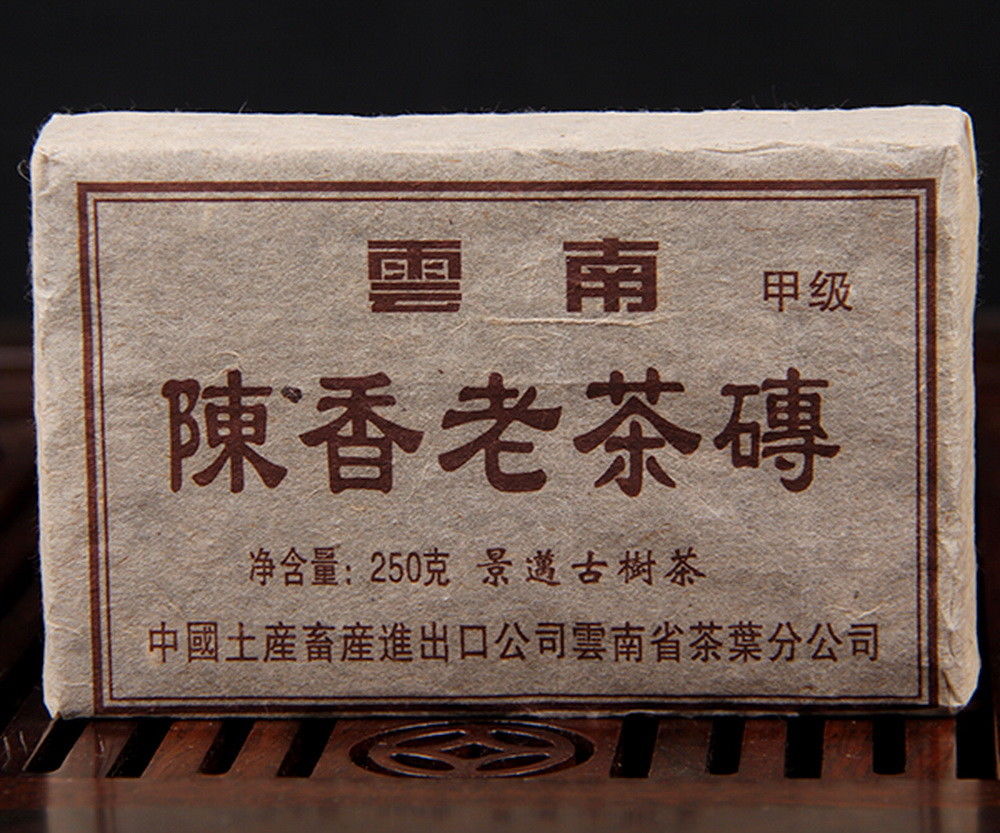 雲南 甲级
陳香老茶磚
净含量：250克 景邁古樹茶
中國土産畜産進出口公司雲南省茶葉分公司